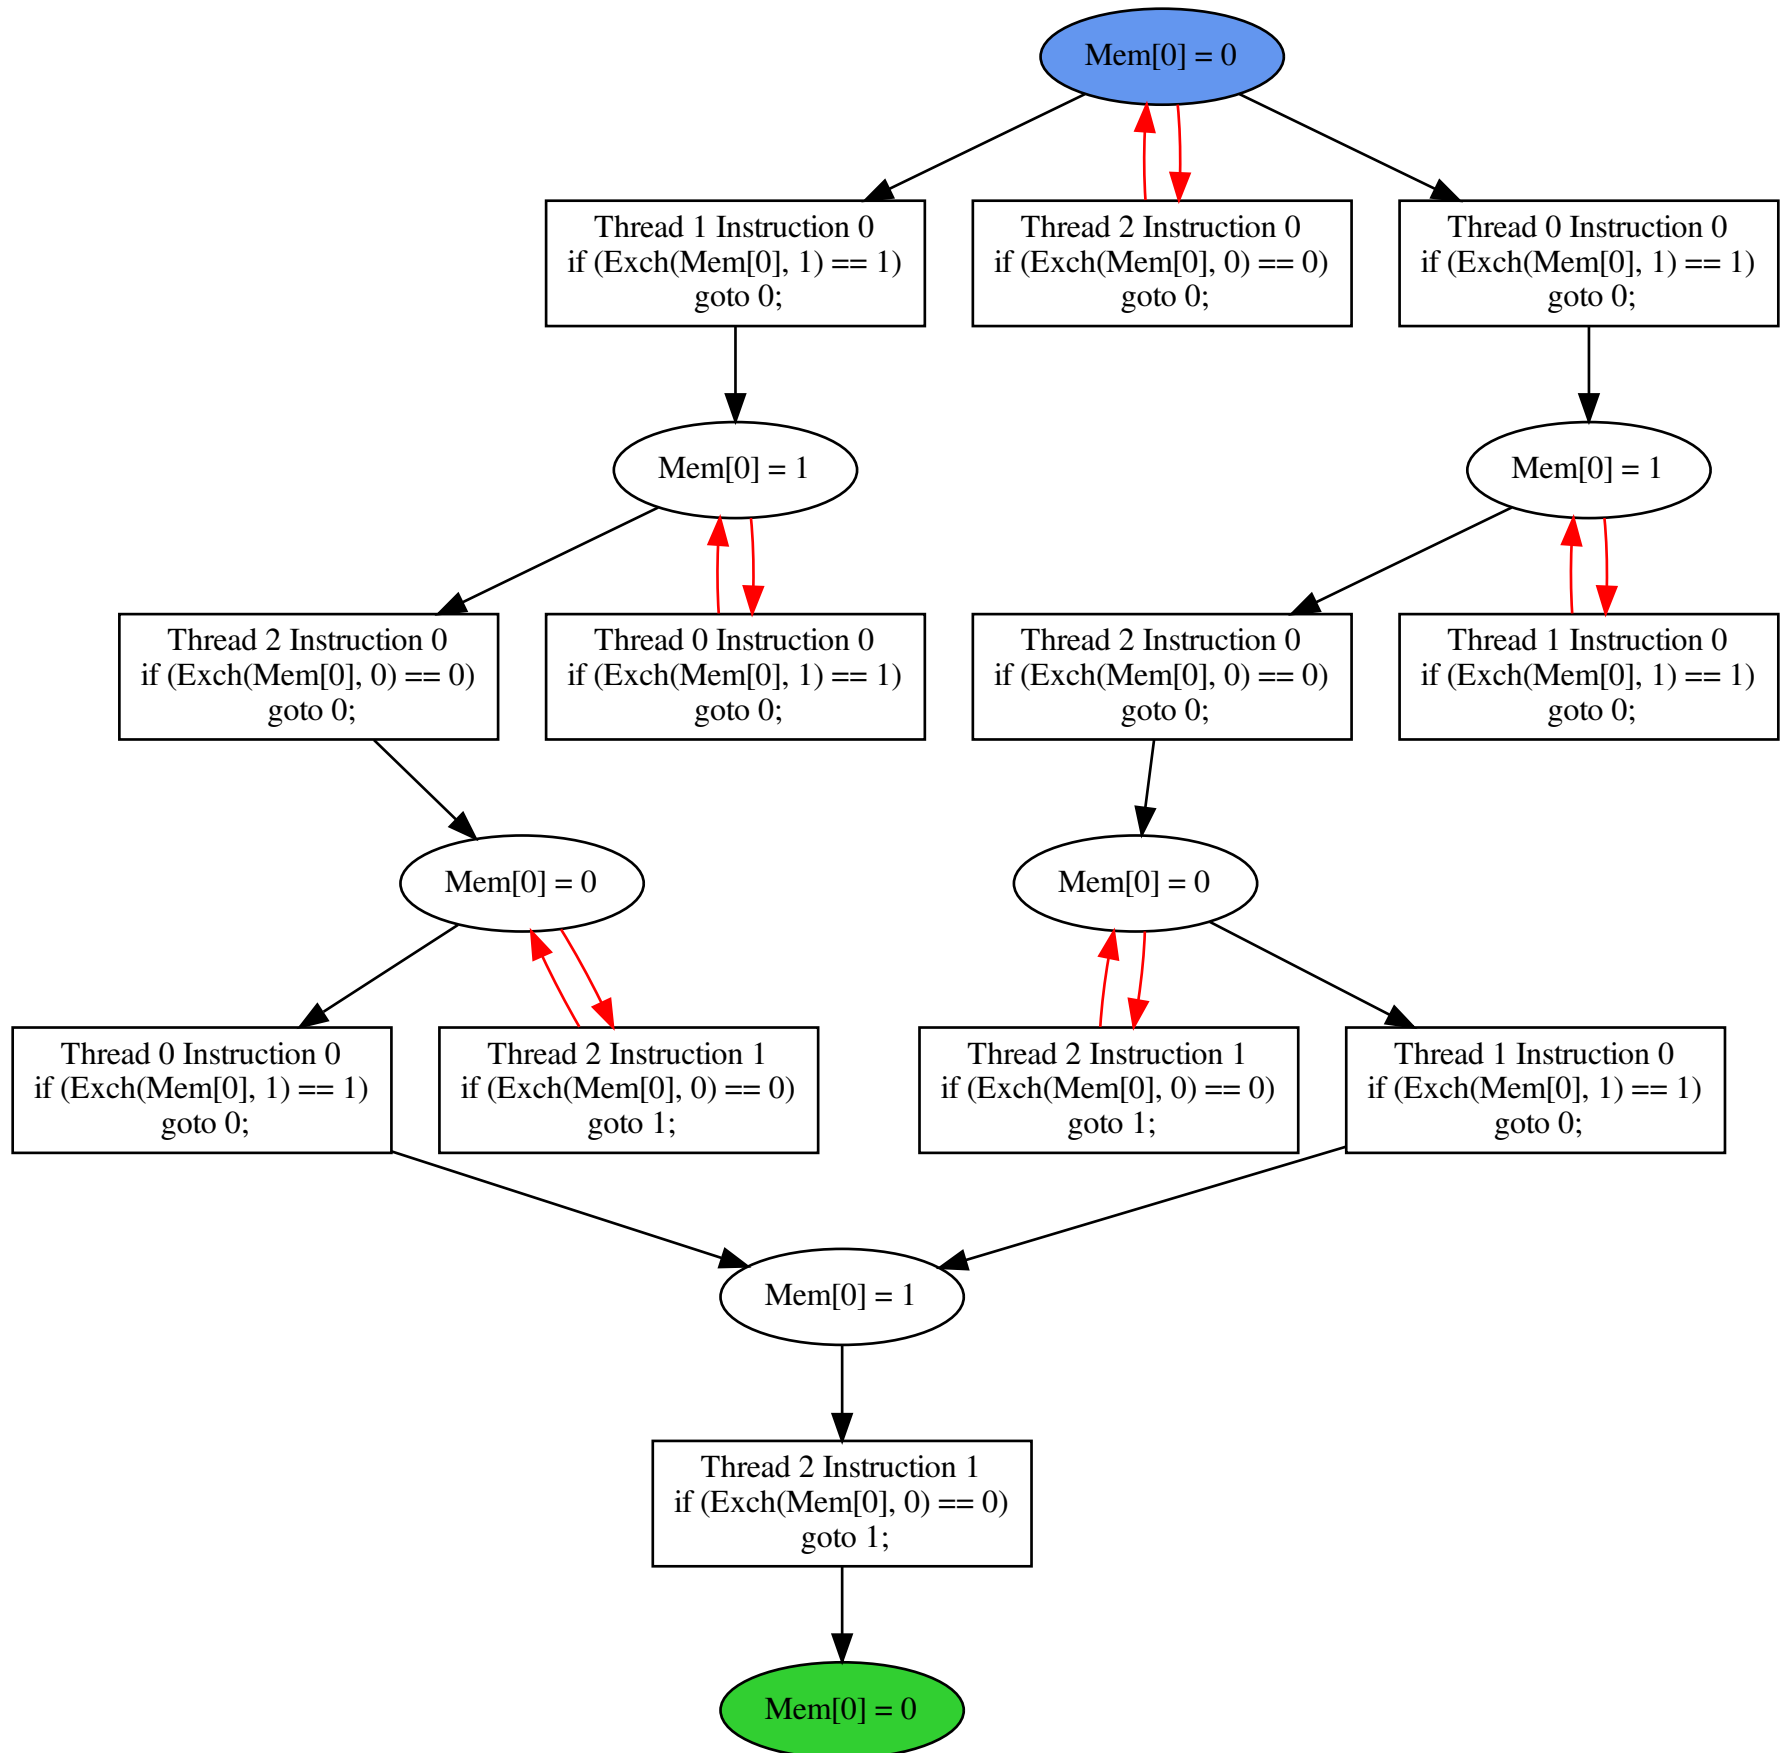 Mem[0] = 0
Thread 1 Instruction 0
if (Exch(Mem[0], 1) == 1)
goto 0;
Thread 2 Instruction 0
if (Exch(Mem[0], 0) == 0)
goto 0;
Thread 0 Instruction 0
if (Exch(Mem[0], 1) == 1)
goto 0;
Mem[0] = 1
Mem[0] = 1
Thread 2 Instruction 0
if (Exch(Mem[0], 0) == 0)
goto 0;
Thread 0 Instruction 0
if (Exch(Mem[0], 1) == 1)
goto 0;
Thread 2 Instruction 0
if (Exch(Mem[0], 0) == 0)
goto 0;
Thread 1 Instruction 0
if (Exch(Mem[0], 1) == 1)
goto 0;
Mem[0] = 0
Mem[0] = 0
Thread 0 Instruction 0
if (Exch(Mem[0], 1) == 1)
goto 0;
Thread 2 Instruction 1
if (Exch(Mem[0], 0) == 0)
goto 1;
Thread 2 Instruction 1
if (Exch(Mem[0], 0) == 0)
goto 1;
Thread 1 Instruction 0
if (Exch(Mem[0], 1) == 1)
goto 0;
Mem[0] = 1
Thread 2 Instruction 1
if (Exch(Mem[0], 0) == 0)
goto 1;
Mem[0] = 0